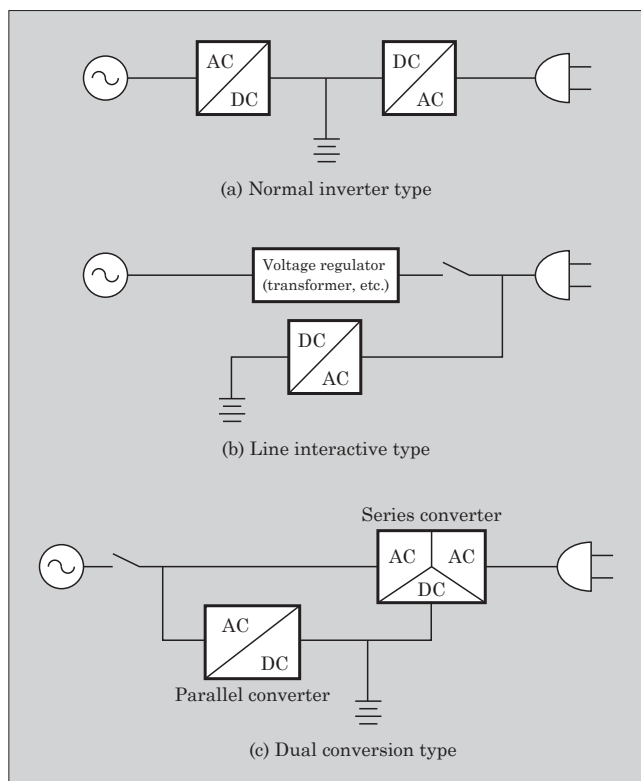 AC
DC
DC
AC
(a) Normal inverter type
Voltage regulator
(transformer, etc.)
DC
AC
(b) Line interactive type
Series converter
AC
AC
DC
AC
DC
Parallel converter
(c) Dual conversion type